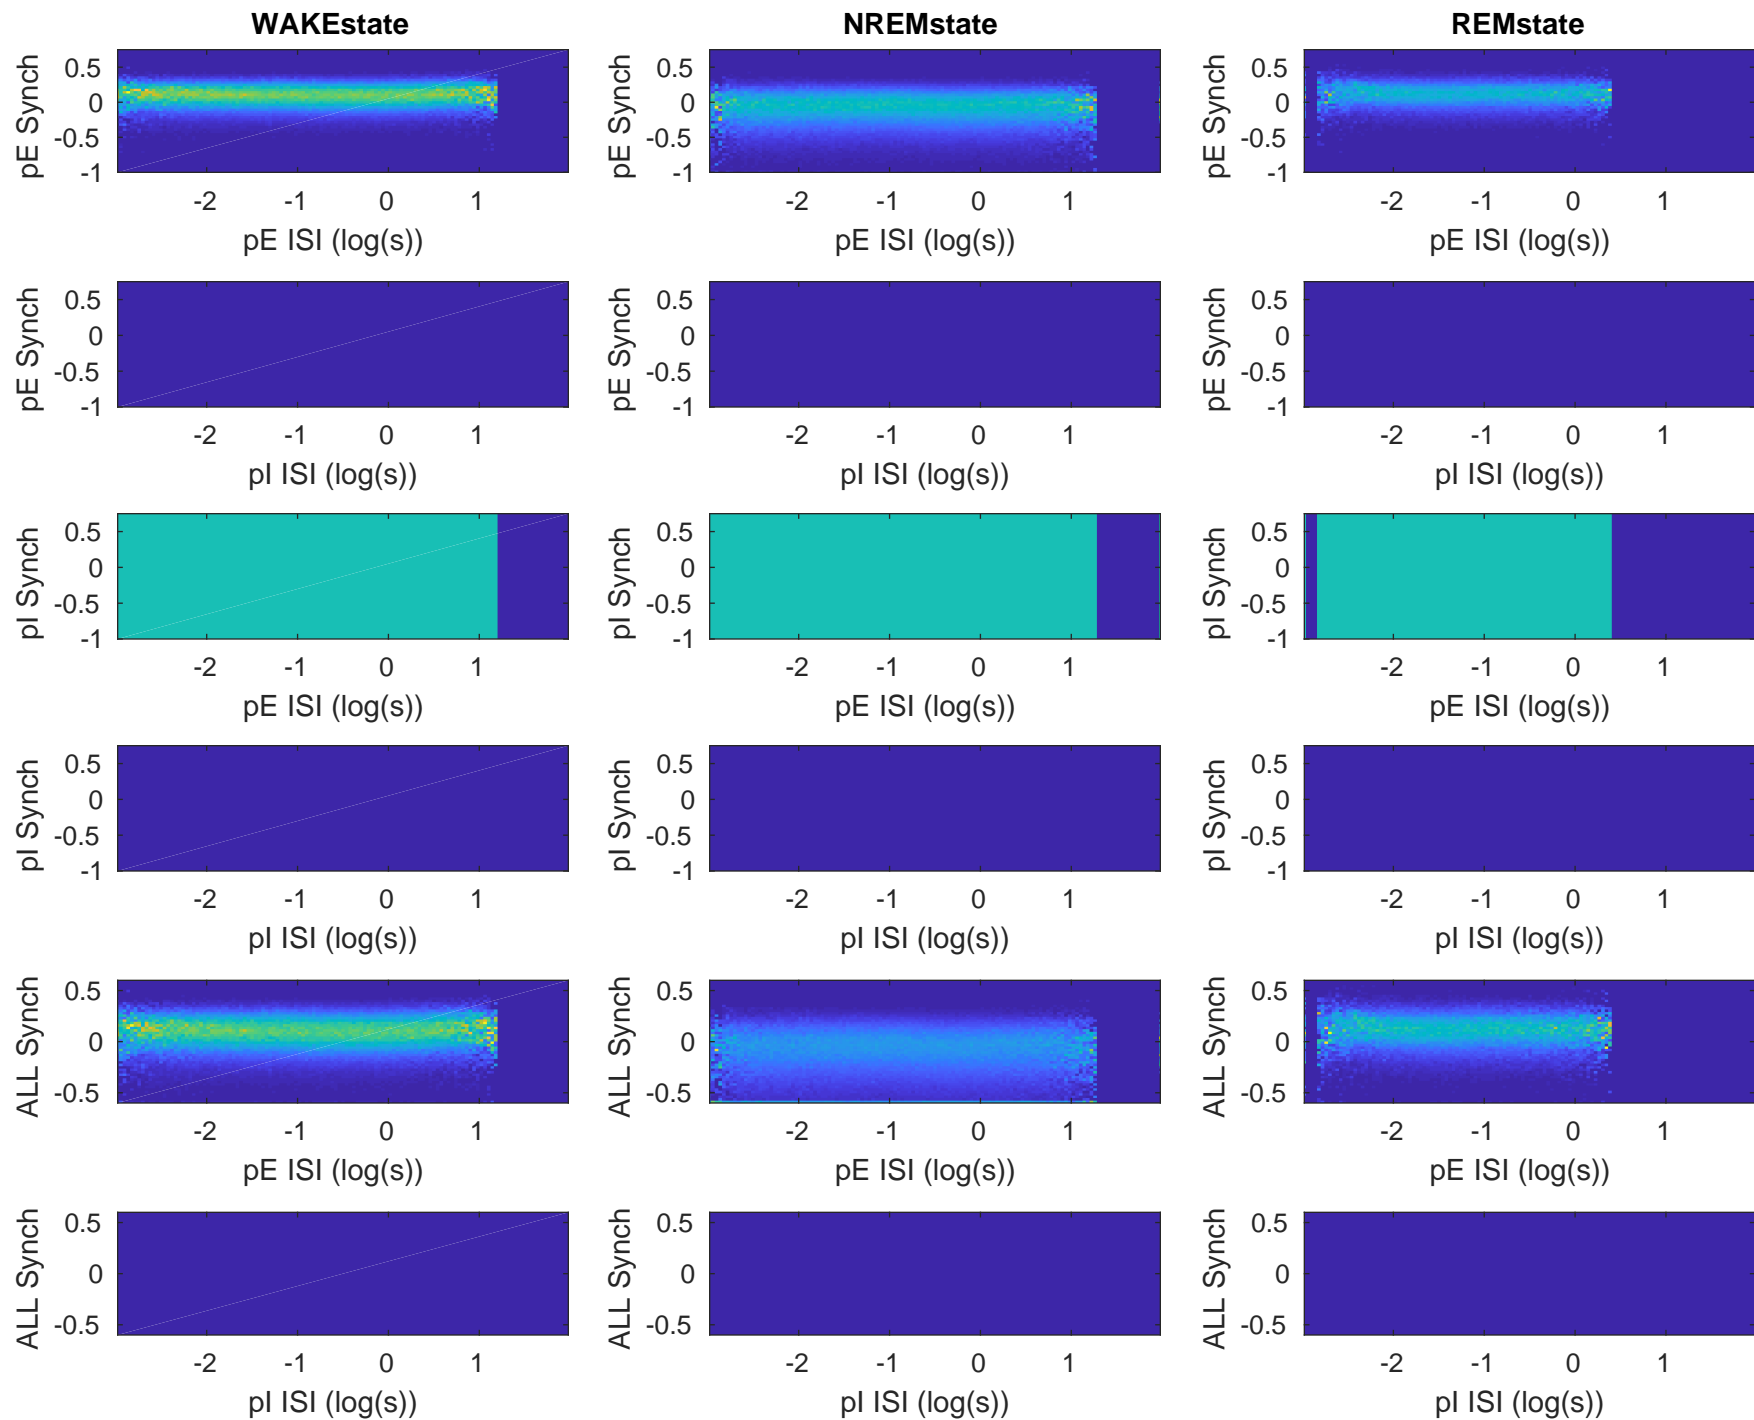 WAKEstate NREMstate REMstate
pE Synch 0.5 0 -0.5 -1 pE Synch 0.5 0 -0.5 -1 pE Synch 0.5 0 -0.5 -1
-2 -1 0 1 -2 -1 0 1 -2 -1 0 1
pE ISI (log(s)) pE ISI (log(s)) pE ISI (log(s))
pE Synch 0.5 0 -0.5 -1 pE Synch 0.5 0 -0.5 -1 pE Synch 0.5 0 -0.5 -1
-2 -1 0 1 -2 -1 0 1 -2 -1 0 1
pI ISI (log(s)) pI ISI (log(s)) pI ISI (log(s))
pI Synch 0.5 0 -0.5 -1 pI Synch 0.5 0 -0.5 -1 pI Synch 0.5 0 -0.5 -1
-2 -1 0 1 -2 -1 0 1 -2 -1 0 1
pE ISI (log(s)) pE ISI (log(s)) pE ISI (log(s))
pI Synch 0.5 0 -0.5 -1 pI Synch 0.5 0 -0.5 -1 pI Synch 0.5 0 -0.5 -1
-2 -1 0 1 -2 -1 0 1 -2 -1 0 1
pI ISI (log(s)) pI ISI (log(s)) pI ISI (log(s))
ALL Synch 0.5 0 -0.5 ALL Synch 0.5 0 -0.5 ALL Synch 0.5 0 -0.5
-2 -1 0 1 -2 -1 0 1 -2 -1 0 1
pE ISI (log(s)) pE ISI (log(s)) pE ISI (log(s))
ALL Synch 0.5 0 -0.5 ALL Synch 0.5 0 -0.5 ALL Synch 0.5 0 -0.5
-2 -1 0 1 -2 -1 0 1 -2 -1 0 1
pI ISI (log(s)) pI ISI (log(s)) pI ISI (log(s))